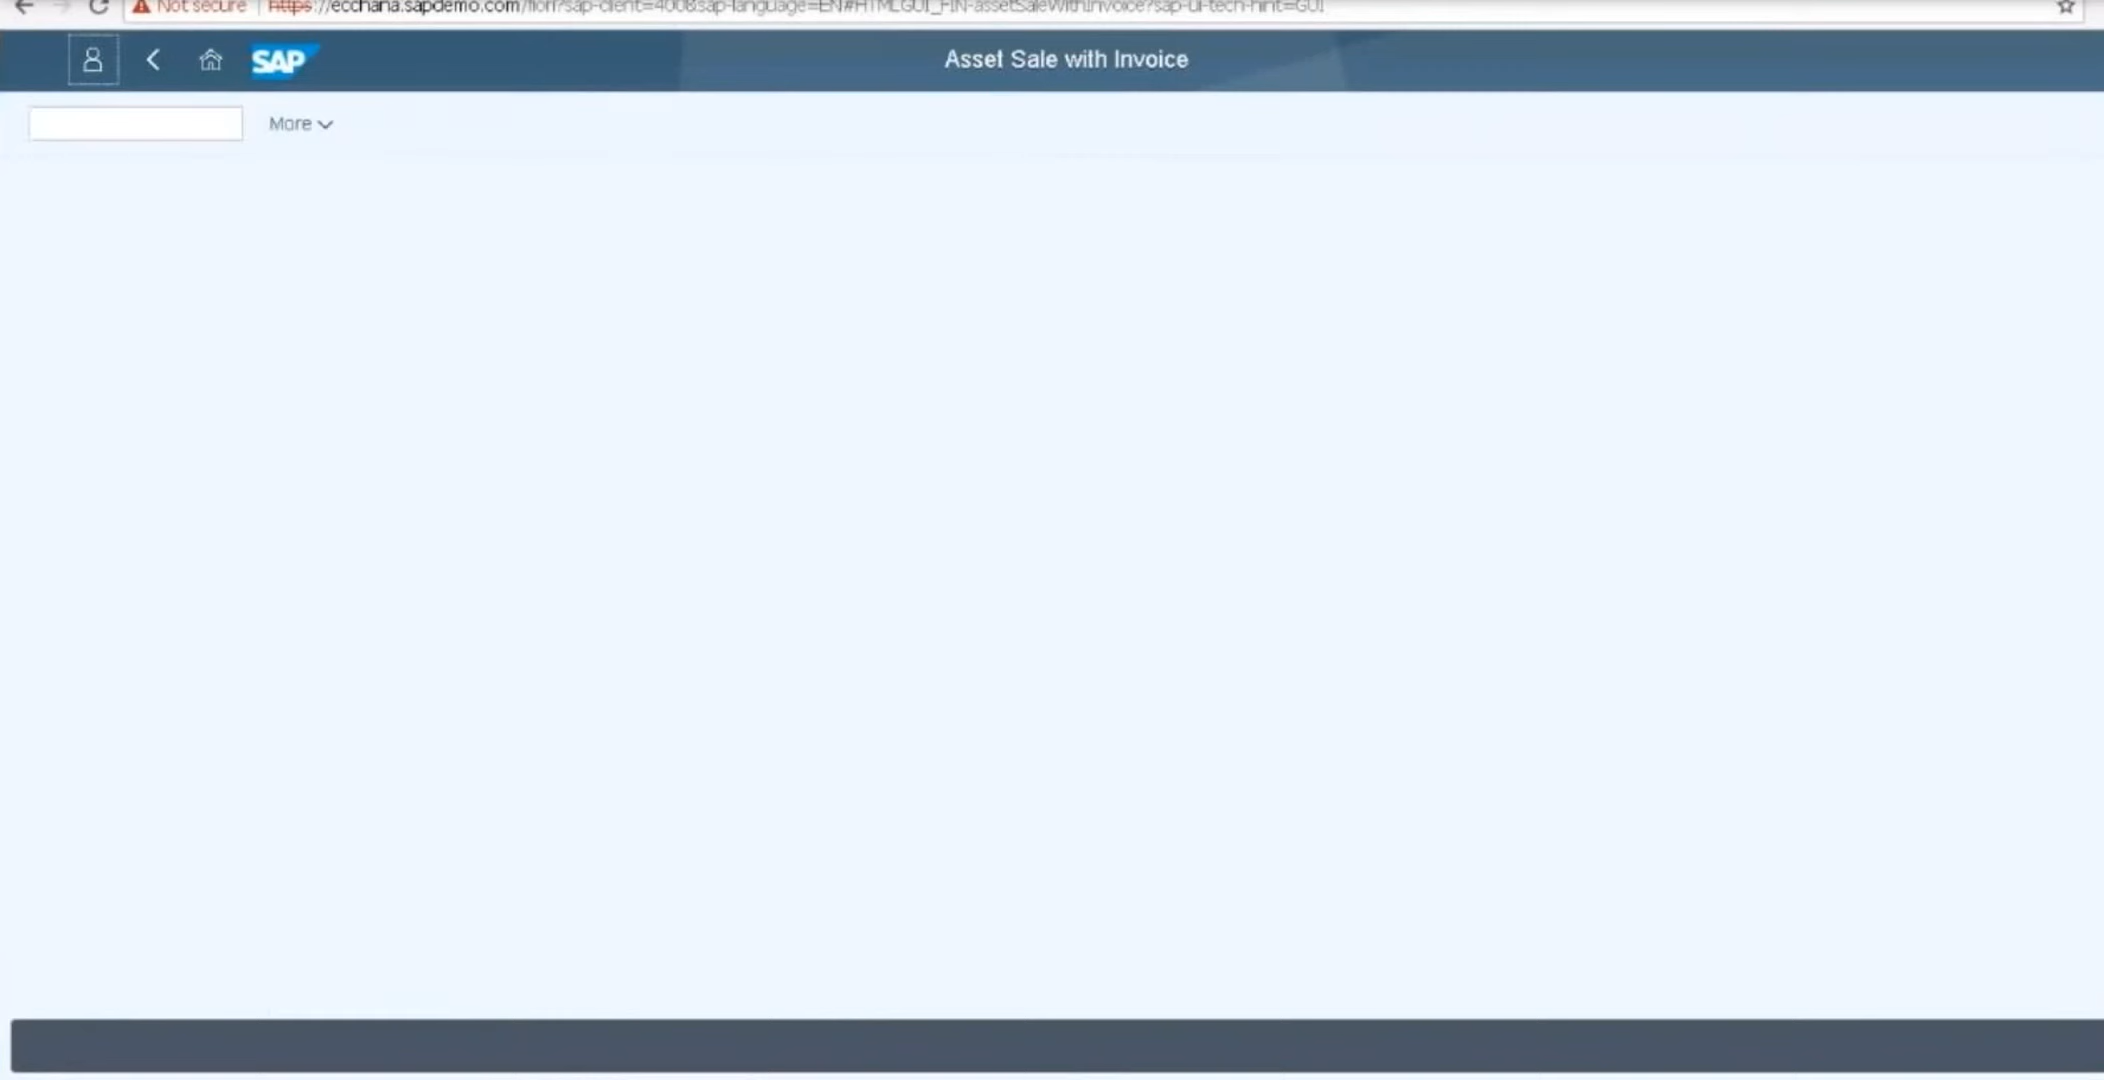 Not secure | https://ecchana.sapdemo.com/fiori?sap-client=400&sap-language=EN#HTMLGUI_FIN-assetSaleWithInvoice?sap-ui-tech-hint=GUI
SAP
Asset Sale with Invoice
More